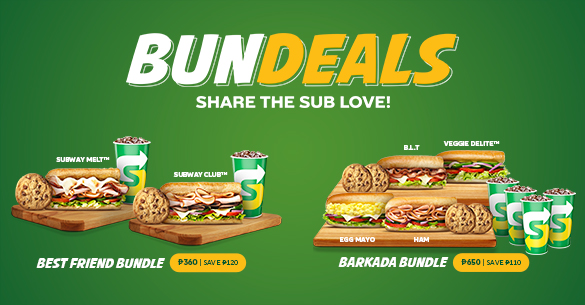 BUNDEALS
SHARE THE SUB LOVE!
SUBWAY MELT™
SUBWAY CLUB™
BEST FRIEND BUNDLE ₱360 | SAVE ₱120
B.L.T
VEGGIE DELITE™
EGG MAYO
HAM
BARKADA BUNDLE ₱650 | SAVE ₱110